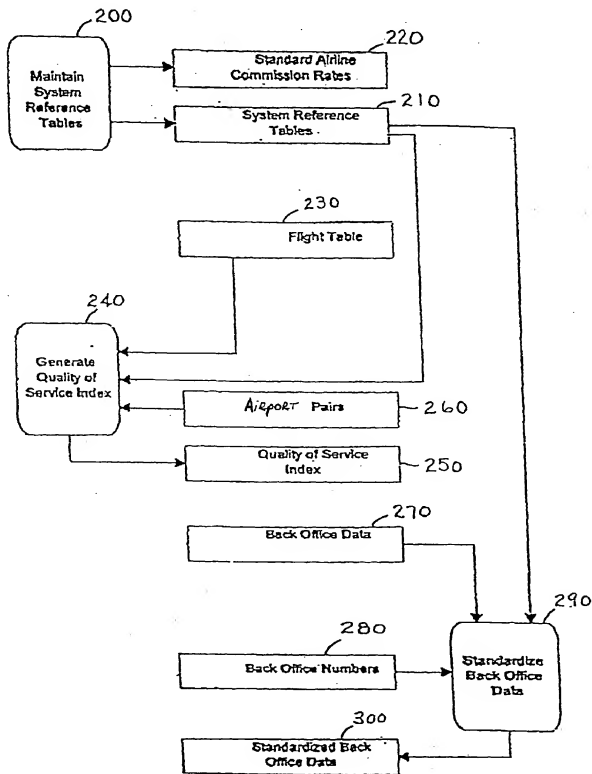 200
Maintain
System
Reference
Tables
220
Standard Airline
Commission Rates
210
System Reference
Tables
230
Flight Table
240
Generate
Quality of
Service Index
AIRPORT Pairs
260
Quality of Service
Index
250
270
Back Office Data
280
Back Office Numbers
290
Standardize
Back Office
Data
300
Standardized Back
Office Data